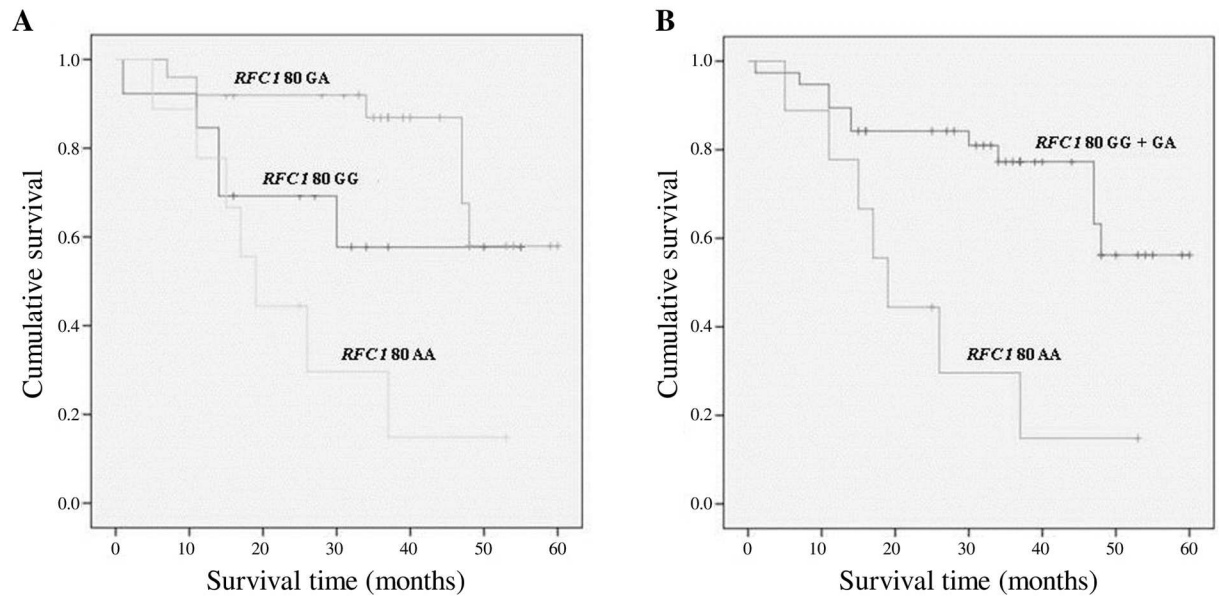 A
Cumulative survival
1.0
0.8
0.6
0.4
0.2
0.0
RFC1 80 GA
RFC1 80 GG
RFC1 80 AA
0 10 20 30 40 50 60
Survival time (months)
B
Cumulative survival
1.0
0.8
0.6
0.4
0.2
0.0
RFC1 80 GG + GA
RFC1 80 AA
0 10 20 30 40 50 60
Survival time (months)